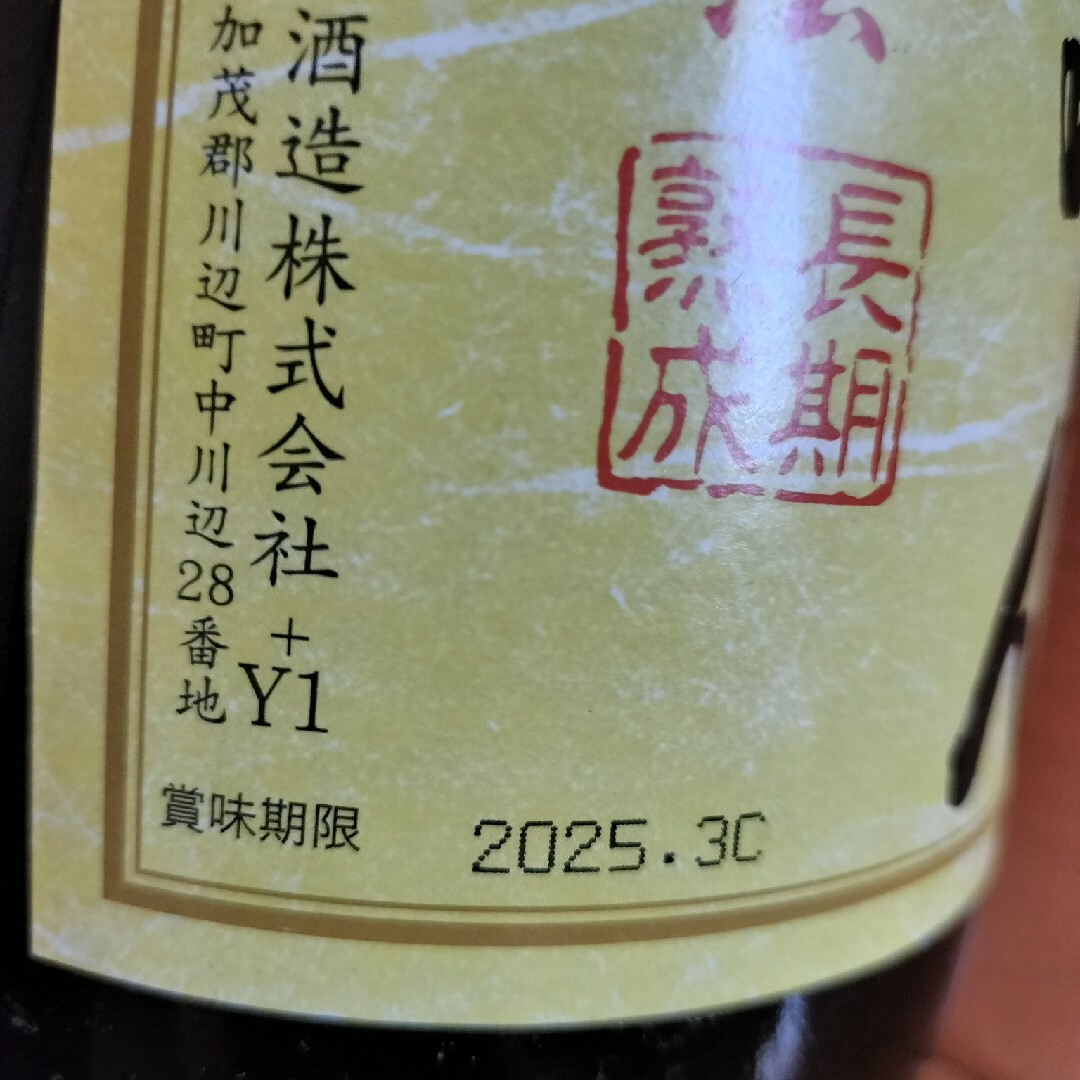 法
長期
熟成
酒造株式会社
+
Y1
加茂郡川辺町中川辺28番地
賞味期限 2025.3C